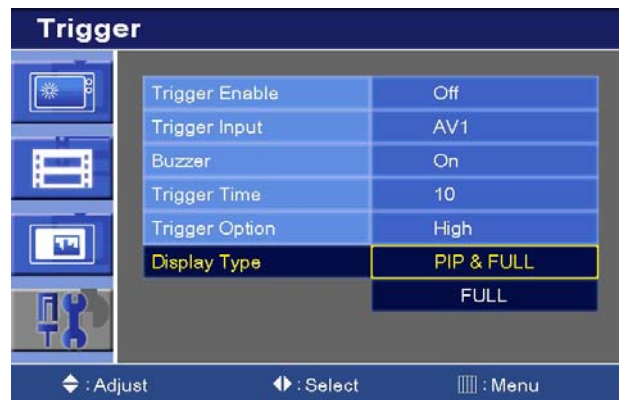 Trigger
Trigger Enable Off
Trigger Input AV1
Buzzer On
Trigger Time 10
Trigger Option High
Display Type PIP & FULL
FULL
: Adjust : Select : Menu